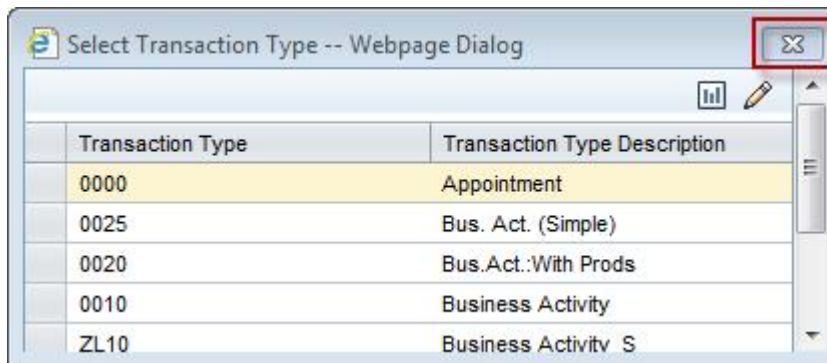 Select Transaction Type -- Webpage Dialog
Transaction Type Transaction Type Description
0000 Appointment
0025 Bus. Act. (Simple)
0020 Bus.Act.:With Prods
0010 Business Activity
ZL10 Business Activity S